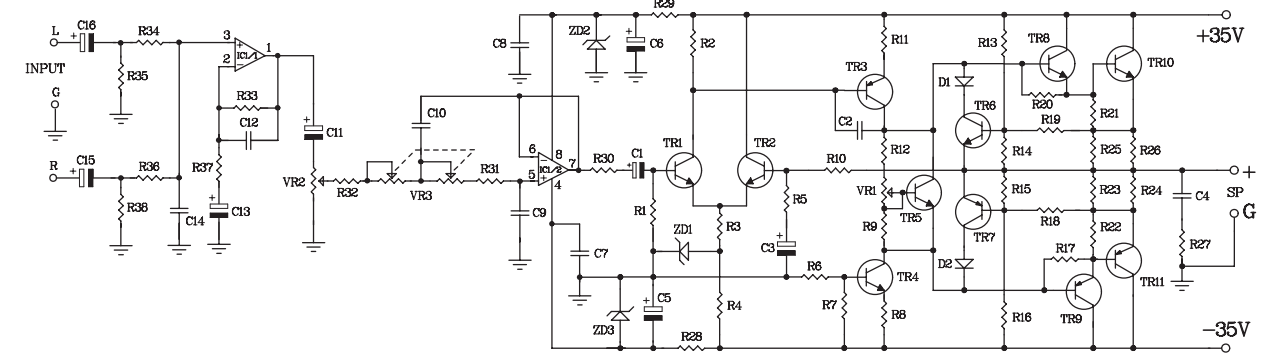 R29
L
C16
R34
3
1
2
IC1/1
+
−
INPUT
R35
G
R33
C12
C11
R
C15
R36
R37
VR2
R38
C14
C13
R32
VR3
R31
C10
C8
ZD2
C6
R2
6
8
7
5
4
IC1/2
−
+
R30
C1
TR1
TR2
C9
C7
R1
ZD1
R3
R5
C3
R4
ZD3
C5
R28
R6
R7
R10
TR3
R11
C2
R12
VR1
R9
TR5
TR4
R8
R13
D1
TR6
R14
R15
TR7
D2
R16
TR8
R20
R19
R18
R17
TR9
TR10
R21
R25
R26
R23
R24
R22
TR11
C4
R27
+35V
+
SP
G
−35V